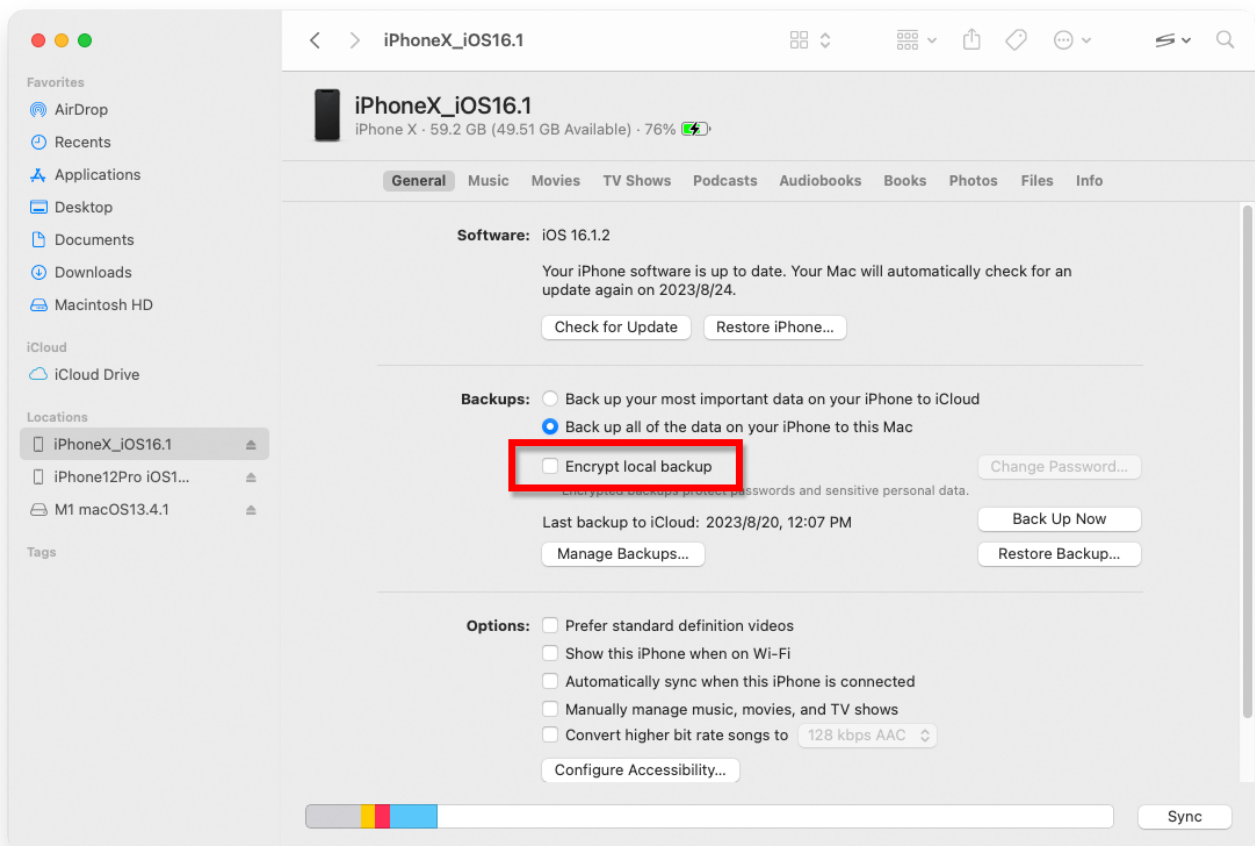 iPhoneX_iOS16.1
Favorites
AirDrop
Recents
Applications
Desktop
Documents
Downloads
Macintosh HD
iCloud
iCloud Drive
Locations
iPhoneX_iOS16.1
iPhone12Pro iOS1...
M1 macOS13.4.1
Tags
iPhoneX_iOS16.1
iPhone X · 59.2 GB (49.51 GB Available) · 76%
General Music Movies TV Shows Podcasts Audiobooks Books Photos Files Info
Software: iOS 16.1.2
Your iPhone software is up to date. Your Mac will automatically check for an
update again on 2023/8/24.
Check for Update Restore iPhone...
Backups: Back up your most important data on your iPhone to iCloud
Back up all of the data on your iPhone to this Mac
Encrypt local backup Change Password...
Encrypted backups protect passwords and sensitive personal data.
Last backup to iCloud: 2023/8/20, 12:07 PM Back Up Now
Manage Backups... Restore Backup...
Options: Prefer standard definition videos
Show this iPhone when on Wi-Fi
Automatically sync when this iPhone is connected
Manually manage music, movies, and TV shows
Convert higher bit rate songs to 128 kbps AAC
Configure Accessibility...
Sync